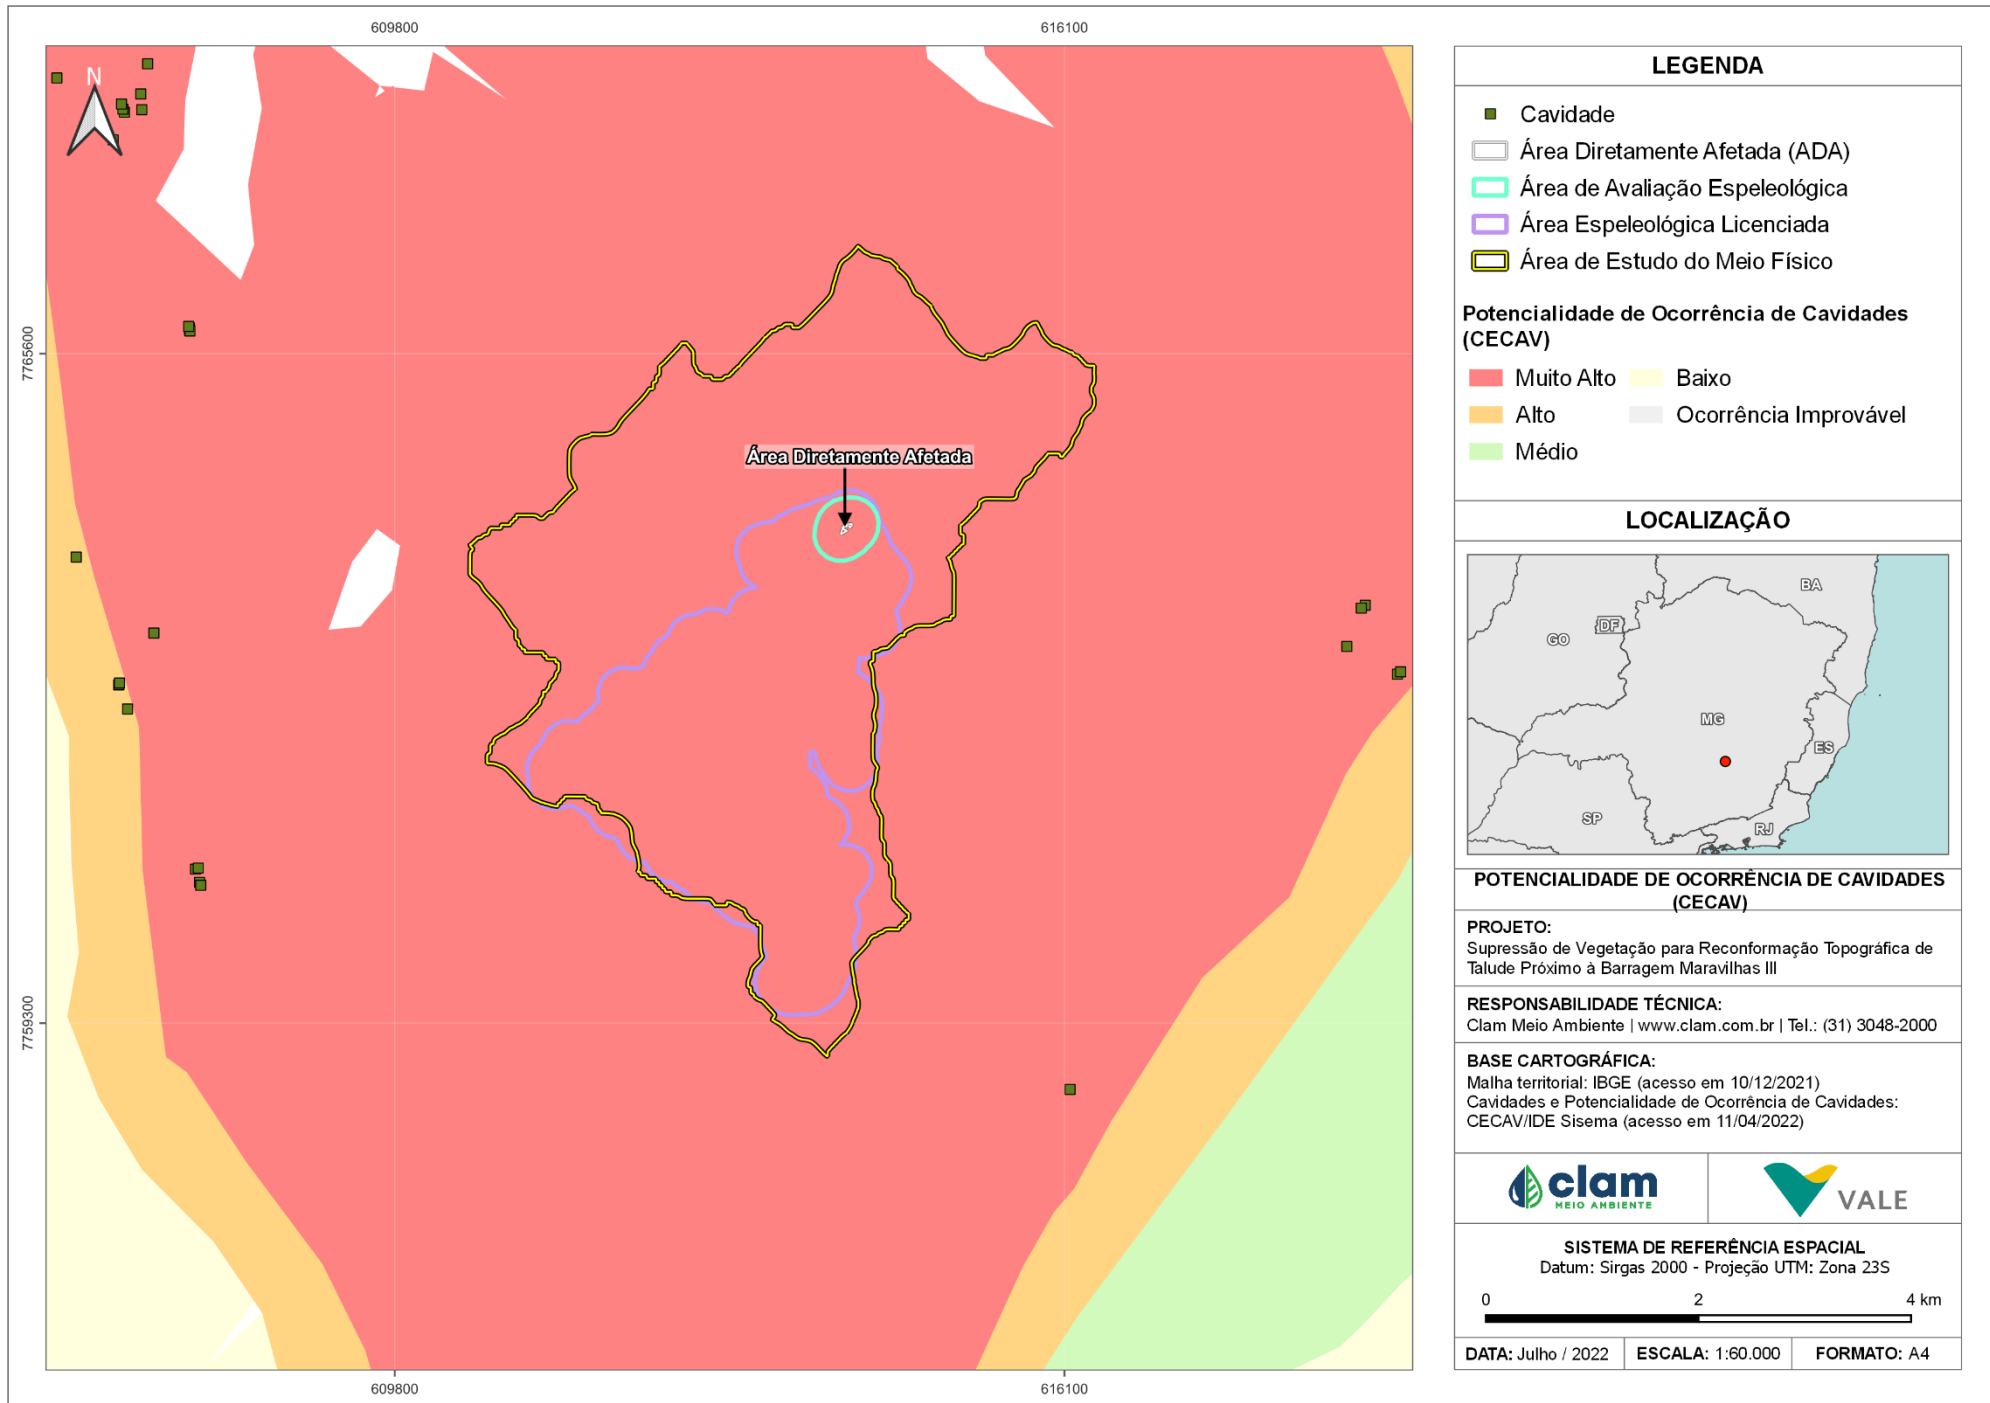 609800
616100
N
7765600
7759300
Área Diretamente Afetada
609800
616100
LEGENDA
Cavidade
Área Diretamente Afetada (ADA)
Área de Avaliação Espeleológica
Área Espeleológica Licenciada
Área de Estudo do Meio Físico
Potencialidade de Ocorrência de Cavidades
(CECAV)
Muito Alto
Baixo
Alto
Ocorrência Improvável
Médio
LOCALIZAÇÃO
BA
DF
GO
MG
ES
SP
RJ
POTENCIALIDADE DE OCORRÊNCIA DE CAVIDADES
(CECAV)
PROJETO:
Supressão de Vegetação para Reconformação Topográfica de
Talude Próximo à Barragem Maravilhas III
RESPONSABILIDADE TÉCNICA:
Clam Meio Ambiente | www.clam.com.br | Tel.: (31) 3048-2000
BASE CARTOGRÁFICA:
Malha territorial: IBGE (acesso em 10/12/2021)
Cavidades e Potencialidade de Ocorrência de Cavidades:
CECAV/IDE Sisema (acesso em 11/04/2022)
clam
MEIO AMBIENTE
VALE
SISTEMA DE REFERÊNCIA ESPACIAL
Datum: Sirgas 2000 - Projeção UTM: Zona 23S
0 2 4 km
DATA: Julho / 2022
ESCALA: 1:60.000
FORMATO: A4